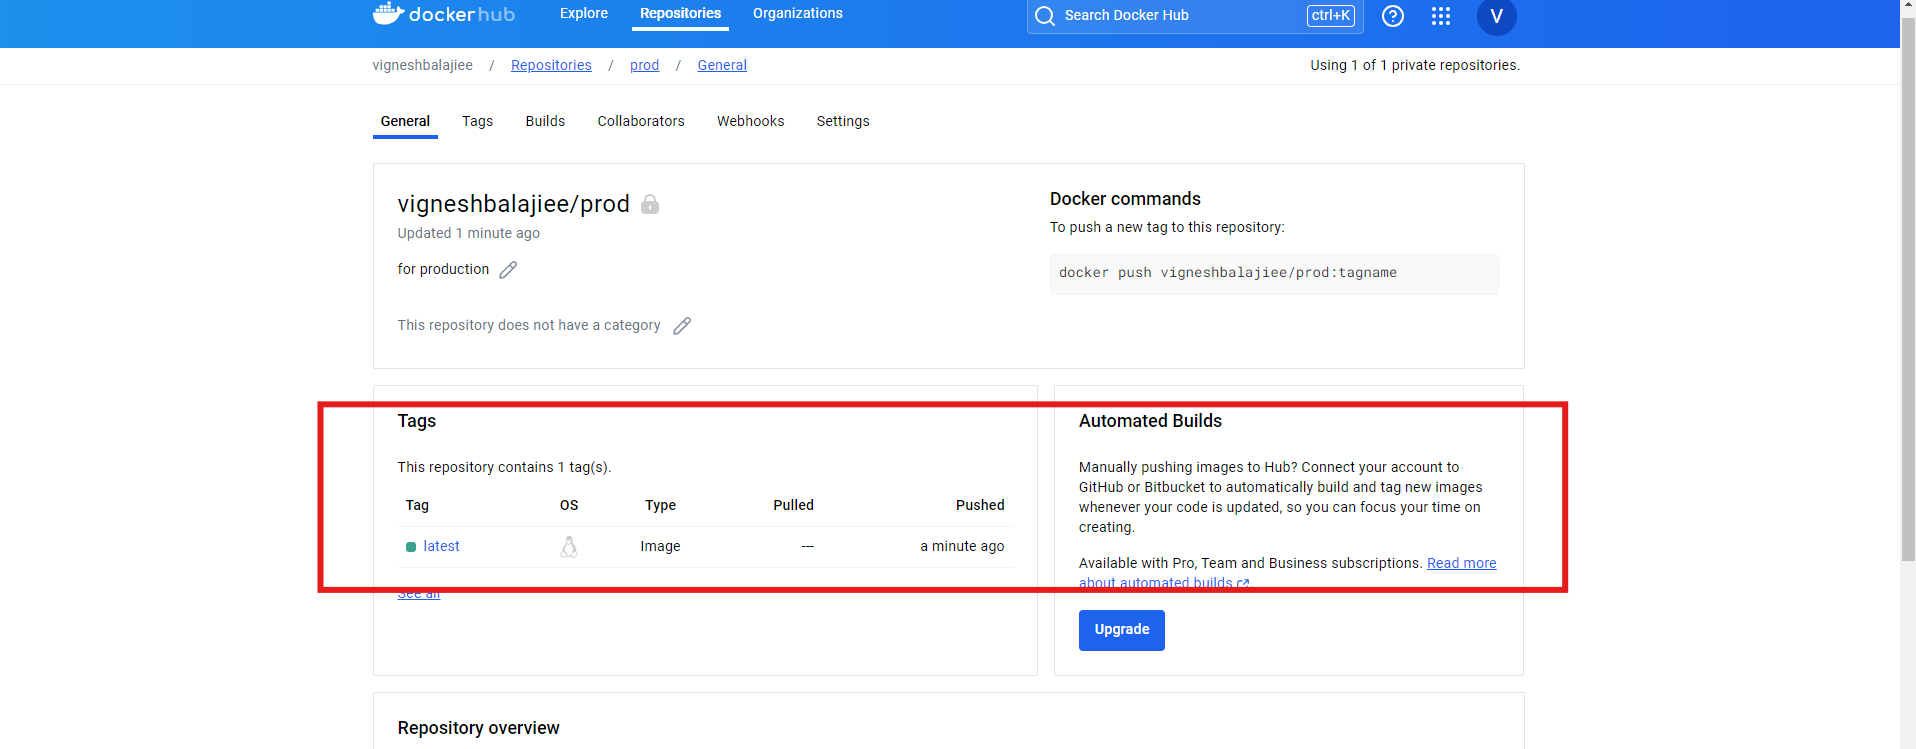 dockerhub
Explore
Repositories
Organizations
Search Docker Hub
ctrl+K
?
V
vigneshbalajiee / Repositories / prod / General
Using 1 of 1 private repositories.
General
Tags
Builds
Collaborators
Webhooks
Settings
vigneshbalajiee/prod
Updated 1 minute ago
for production
This repository does not have a category
Docker commands
To push a new tag to this repository:
docker push vigneshbalajiee/prod:tagname
Tags
This repository contains 1 tag(s).
Tag OS Type Pulled Pushed
latest Image --- a minute ago
See all
Automated Builds
Manually pushing images to Hub? Connect your account to
GitHub or Bitbucket to automatically build and tag new images
whenever your code is updated, so you can focus your time on
creating.
Available with Pro, Team and Business subscriptions. Read more
about automated builds .
Upgrade
Repository overview